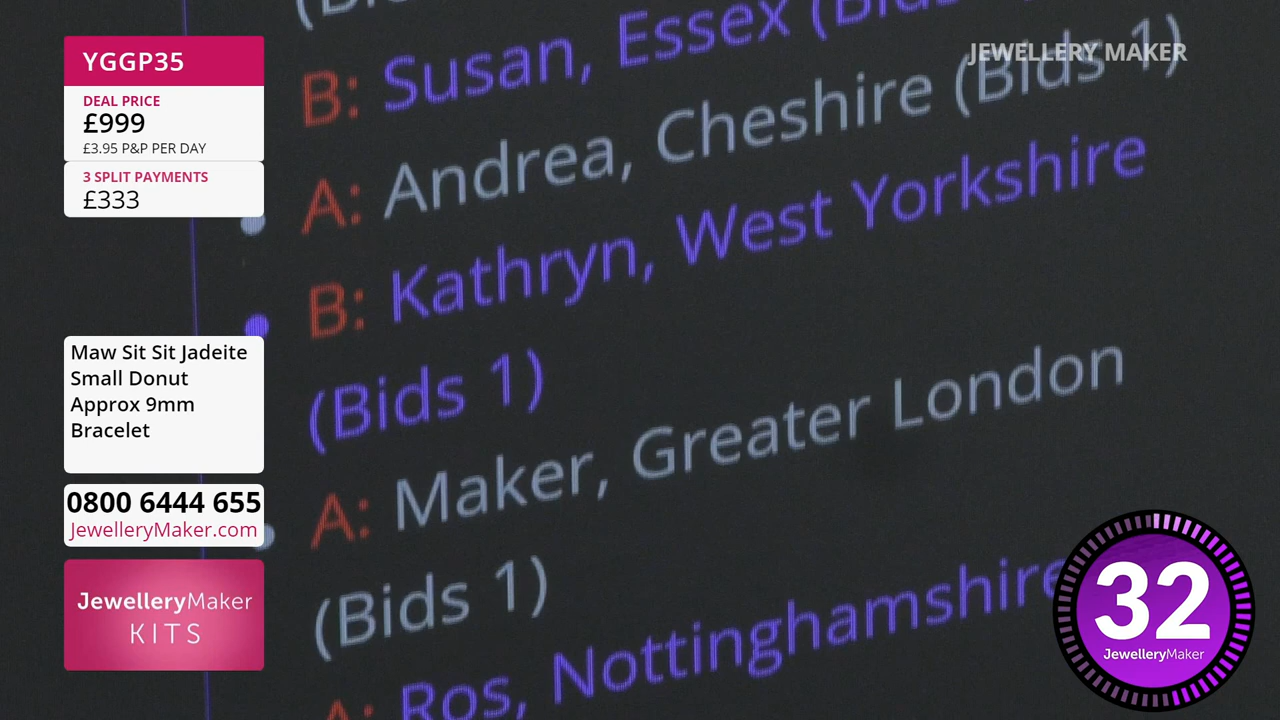 YGGP35
DEAL PRICE
£999
£3.95 P&P PER DAY
3 SPLIT PAYMENTS
£333
Maw Sit Sit Jadeite
Small Donut
Approx 9mm
Bracelet
0800 6444 655
JewelleryMaker.com
JewelleryMaker
KITS
JEWELLERY MAKER
B: Susan, Essex (Bids
A: Andrea, Cheshire (Bids 1)
B: Kathryn, West Yorkshire
(Bids 1)
A: Maker, Greater London
(Bids 1)
A: Ros, Nottinghamshire
32
JewelleryMaker